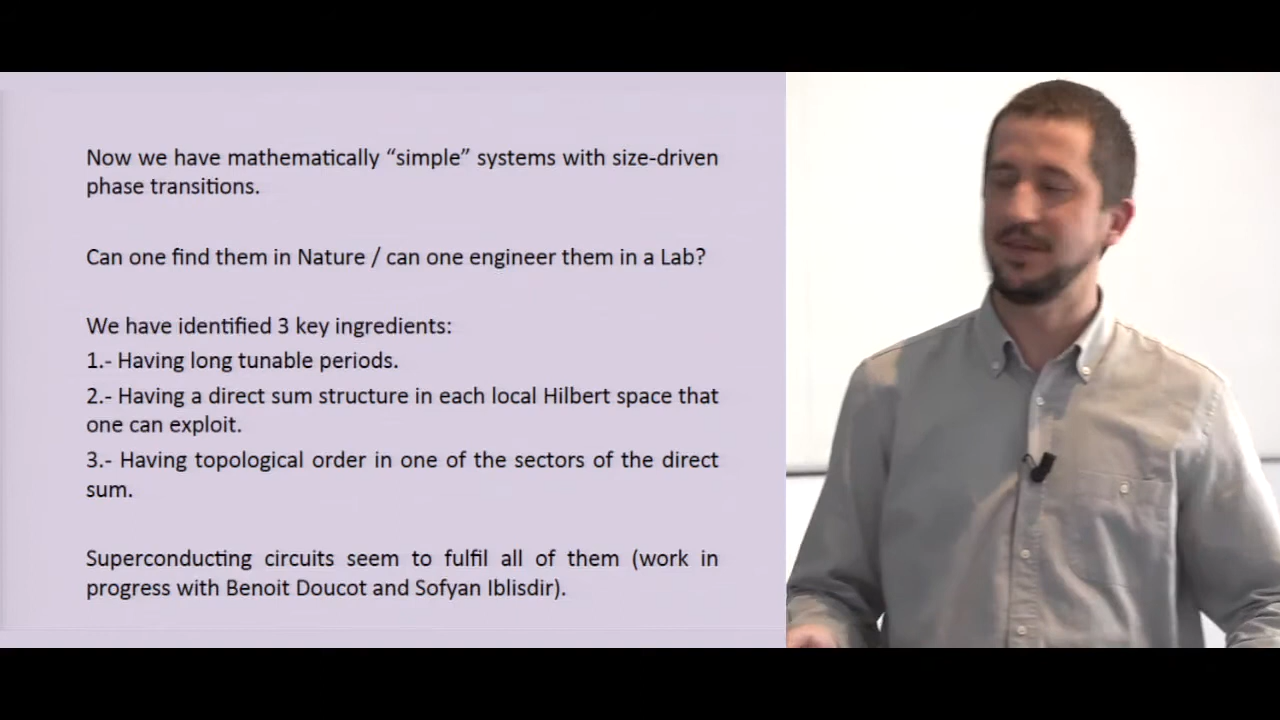 Now we have mathematically “simple” systems with size-driven
phase transitions.
Can one find them in Nature / can one engineer them in a Lab?
We have identified 3 key ingredients:
1.- Having long tunable periods.
2.- Having a direct sum structure in each local Hilbert space that
one can exploit.
3.- Having topological order in one of the sectors of the direct
sum.
Superconducting circuits seem to fulfil all of them (work in
progress with Benoit Doucot and Sofyan Iblisdir).